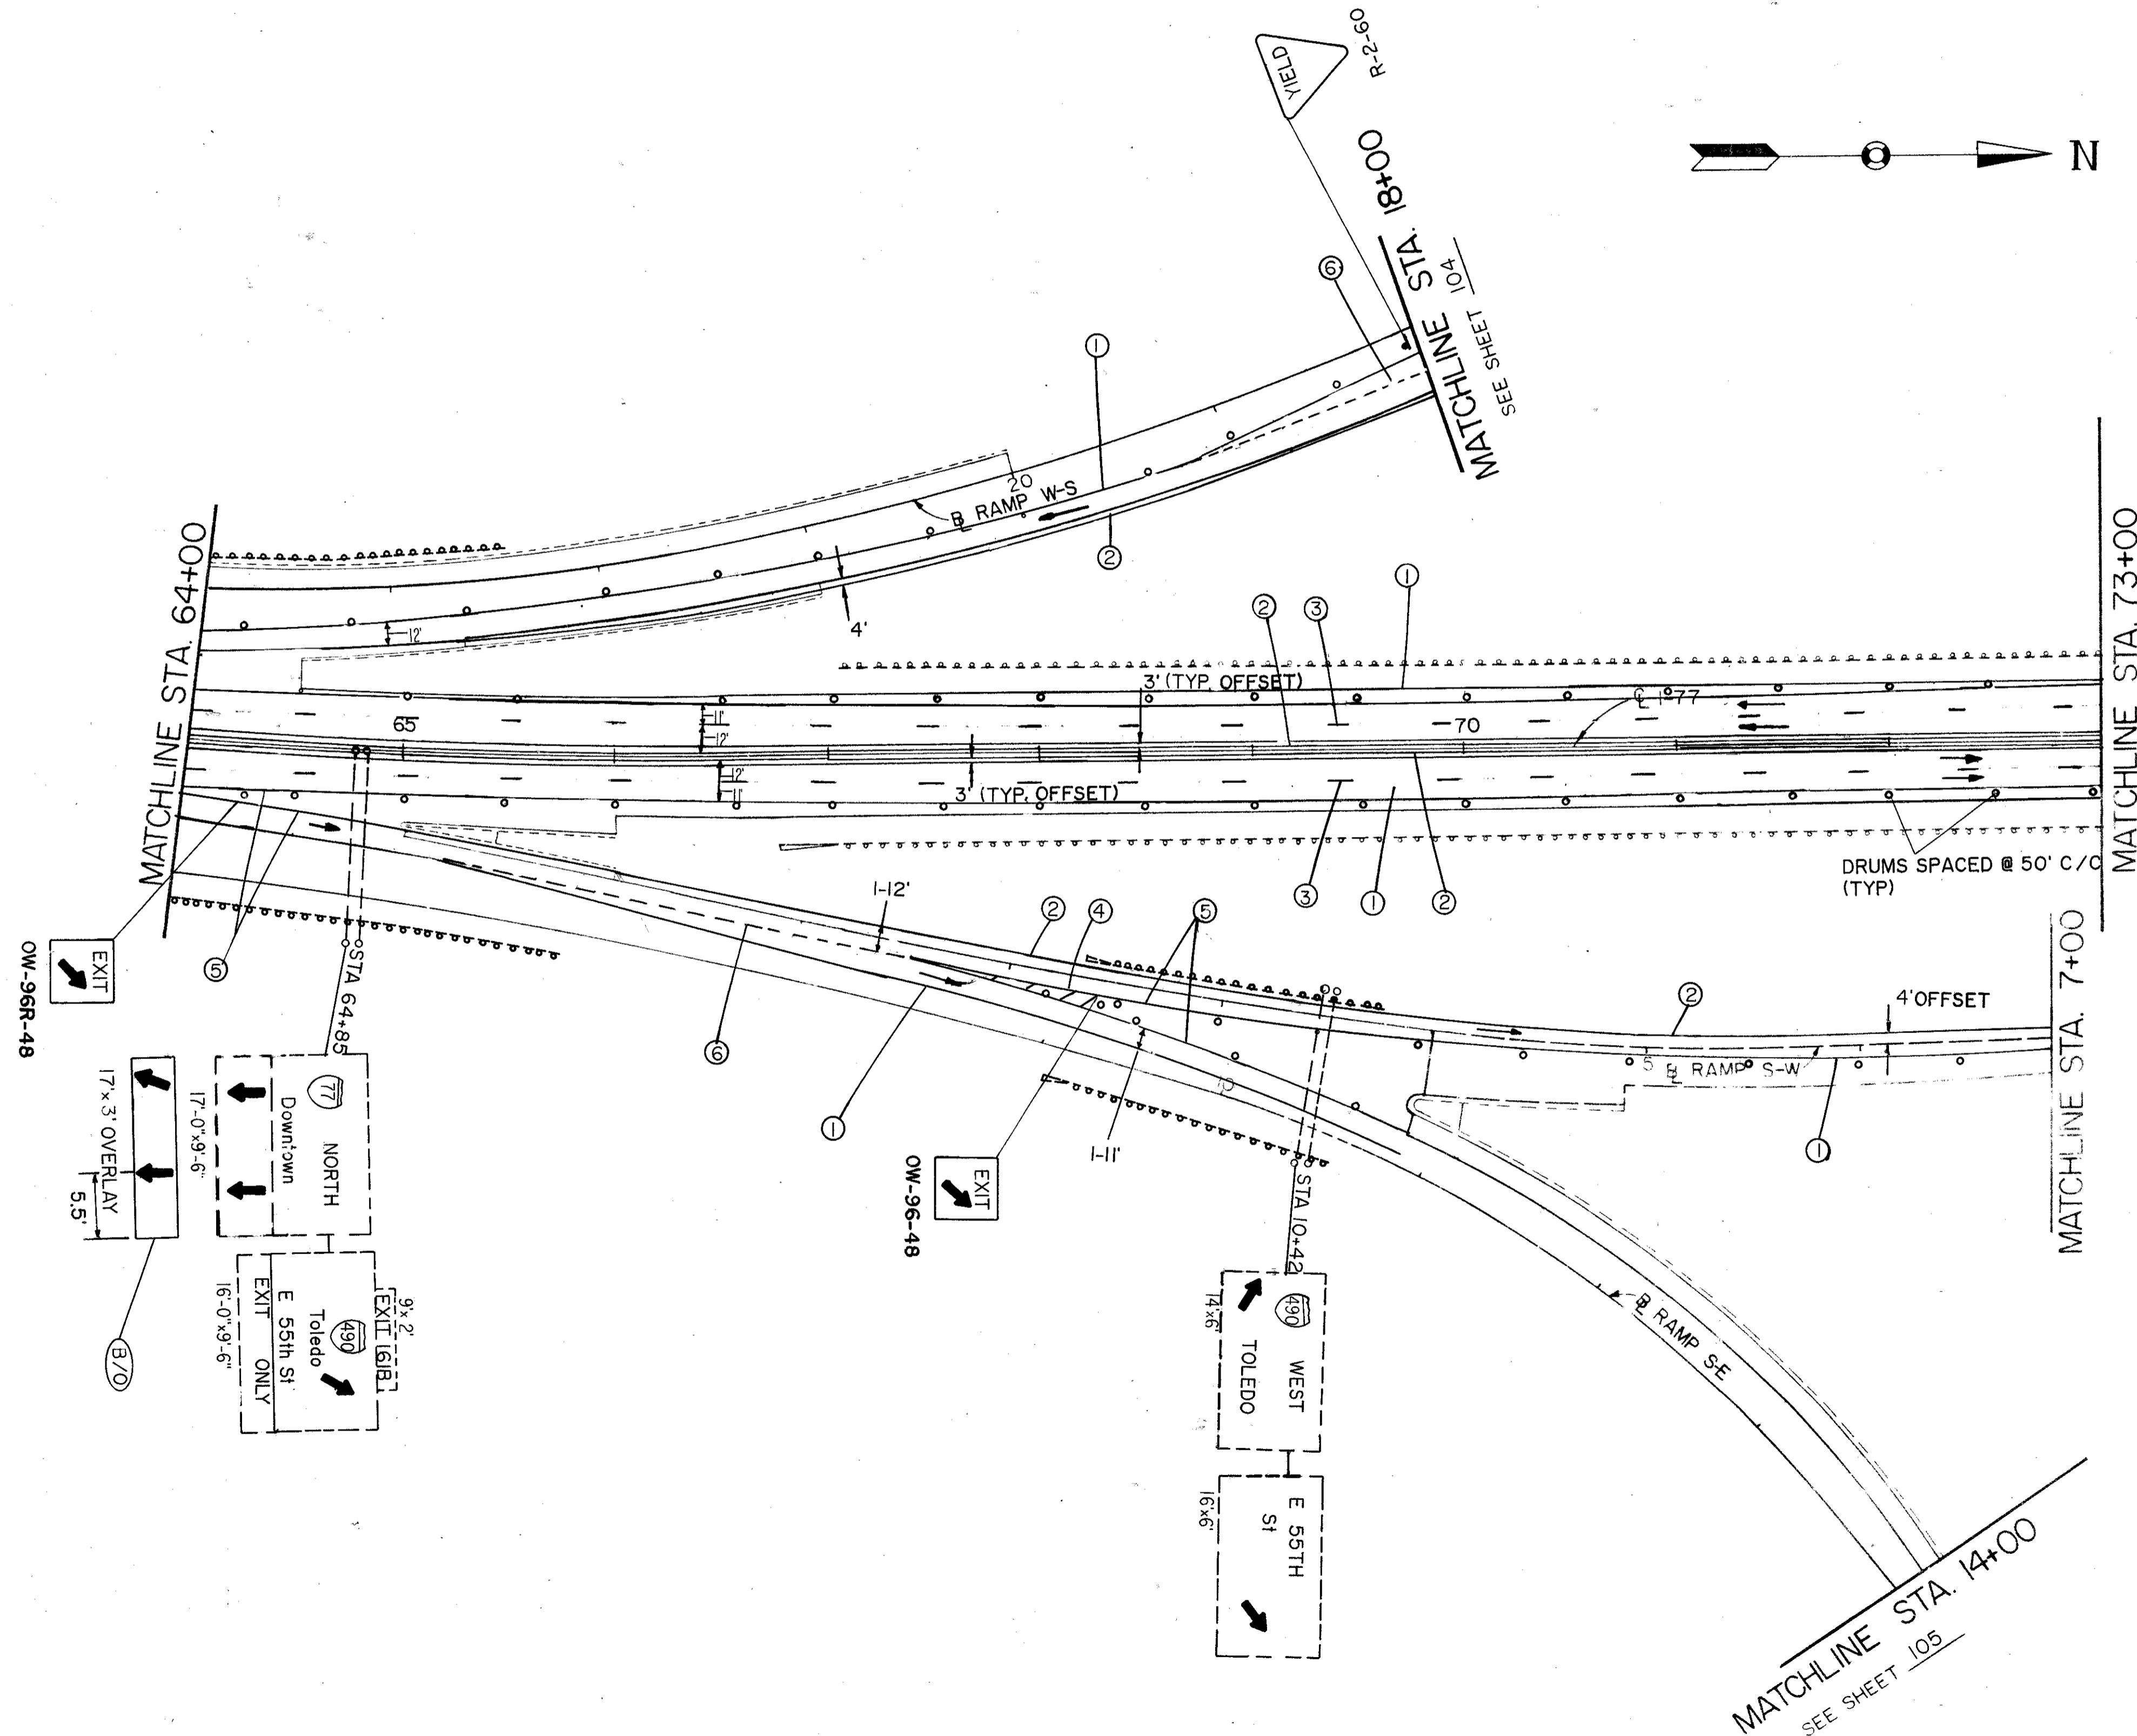 R-2-60
YIELD
N
MATCHLINE STA. 18+00
SEE SHEET 104
6
1
20
℄ RAMP W-S
2
4'
12'
MATCHLINE STA. 64+00
MATCHLINE STA. 73+00
1
2
3
3' (TYP. OFFSET)
℄ I-77
65
70
11'
12'
12'
11'
3' (TYP. OFFSET)
DRUMS SPACED @ 50' C/C
(TYP)
3
1
2
1-12'
2
4
5
5
2
4' OFFSET
MATCHLINE STA. 7+00
5
RAMP S-W
1
6
1
1-11'
10
EXIT
OW-96R-48
STA 64+85
EXIT
OW-96-48
STA 10+42
77
NORTH
Downtown
17'-0"x9'-6"
17'x3' OVERLAY
5.5'
B/O
9'x2'
EXIT 161B
490
Toledo
E 55th St
EXIT ONLY
16'-0"x9'-6"
490
WEST
TOLEDO
14'x6'
E 55TH
St
16'x6'
RAMP S-E
MATCHLINE STA. 14+00
SEE SHEET 105